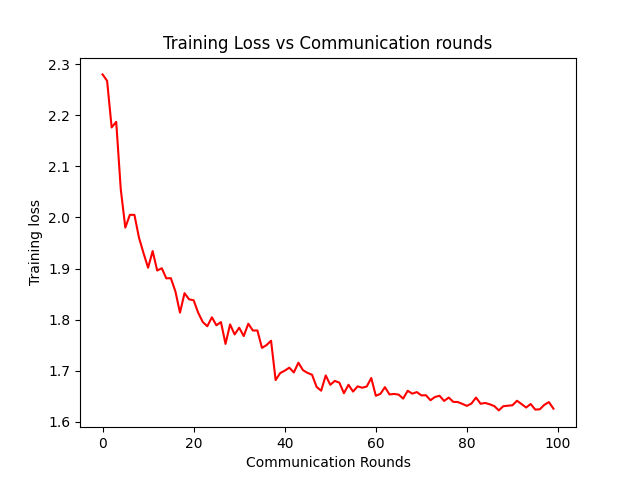 Training Loss vs Communication rounds
2.3
2.2
2.1
2.0
1.9
1.8
1.7
1.6
Training loss
0 20 40 60 80 100
Communication Rounds